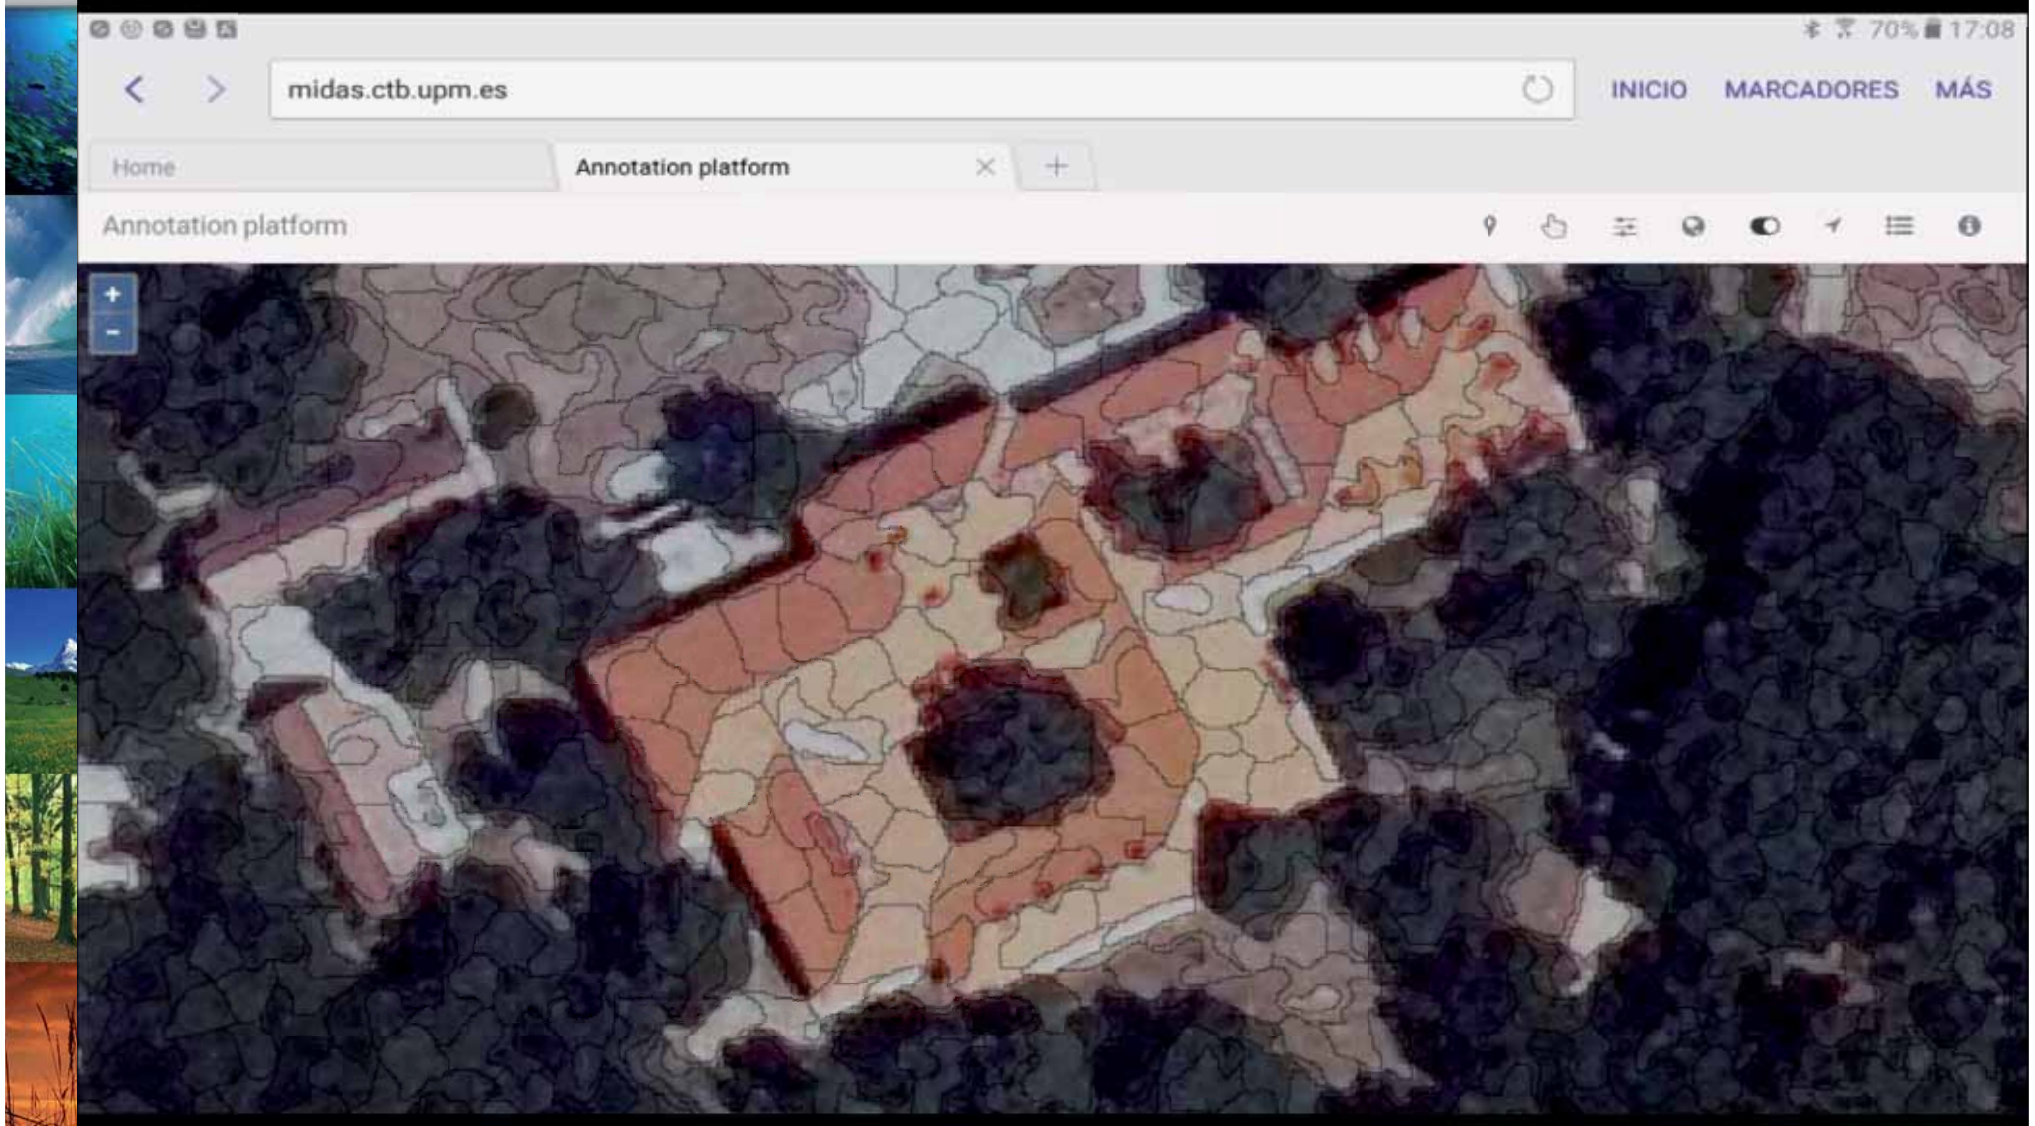 70% 17:08
midas.ctb.upm.es
INICIO MARCADORES MÁS
Home
Annotation platform
Annotation platform